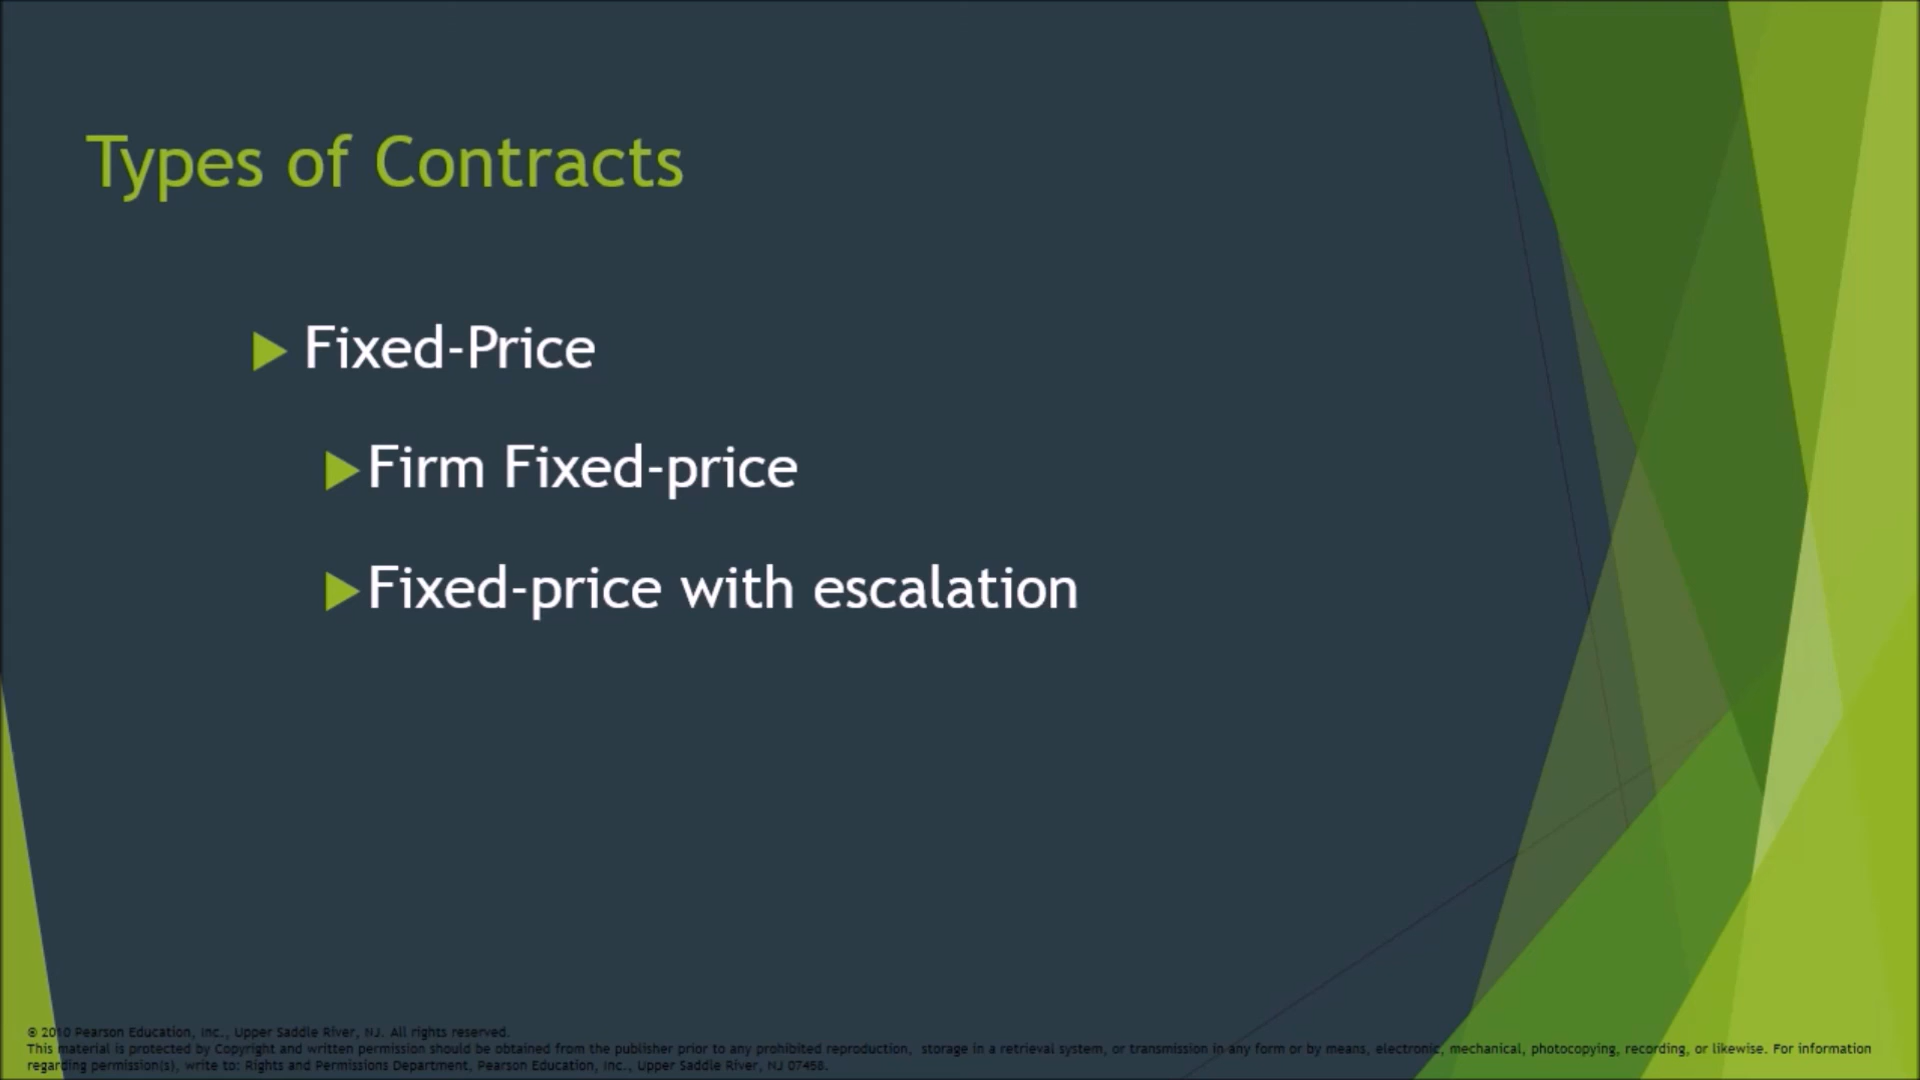 Types of Contracts
Fixed-Price
Firm Fixed-price
Fixed-price with escalation
© 2010 Pearson Education, Inc., Upper Saddle River, NJ. All rights reserved.
This material is protected by Copyright and written permission should be obtained from the publisher prior to any prohibited reproduction, storage in a retrieval system, or transmission in any form or by means, electronic, mechanical, photocopying, recording, or likewise. For information
regarding permission(s), write to: Rights and Permissions Department, Pearson Education, Inc., Upper Saddle River, NJ 07458.